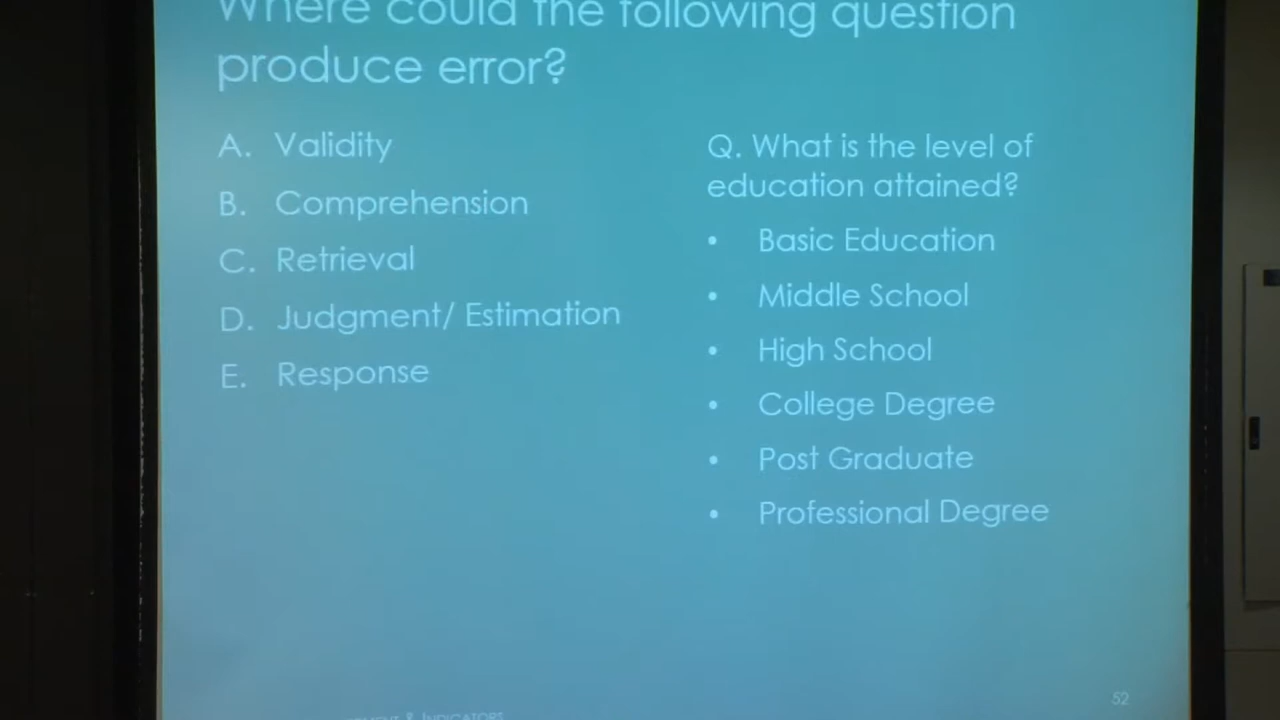 Where could the following question
produce error?
A. Validity
B. Comprehension
C. Retrieval
D. Judgment/ Estimation
E. Response
Q. What is the level of
education attained?
• Basic Education
• Middle School
• High School
• College Degree
• Post Graduate
• Professional Degree
& INDICATORS
52